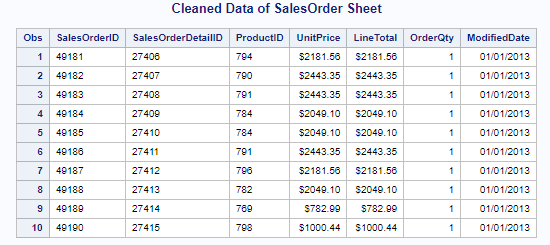 Cleaned Data of SalesOrder Sheet
Obs SalesOrderID SalesOrderDetailID ProductID UnitPrice LineTotal OrderQty ModifiedDate
1 49181 27406 794 $2181.56 $2181.56 1 01/01/2013
2 49182 27407 790 $2443.35 $2443.35 1 01/01/2013
3 49183 27408 791 $2443.35 $2443.35 1 01/01/2013
4 49184 27409 784 $2049.10 $2049.10 1 01/01/2013
5 49185 27410 784 $2049.10 $2049.10 1 01/01/2013
6 49186 27411 791 $2443.35 $2443.35 1 01/01/2013
7 49187 27412 796 $2181.56 $2181.56 1 01/01/2013
8 49188 27413 782 $2049.10 $2049.10 1 01/01/2013
9 49189 27414 769 $782.99 $782.99 1 01/01/2013
10 49190 27415 798 $1000.44 $1000.44 1 01/01/2013